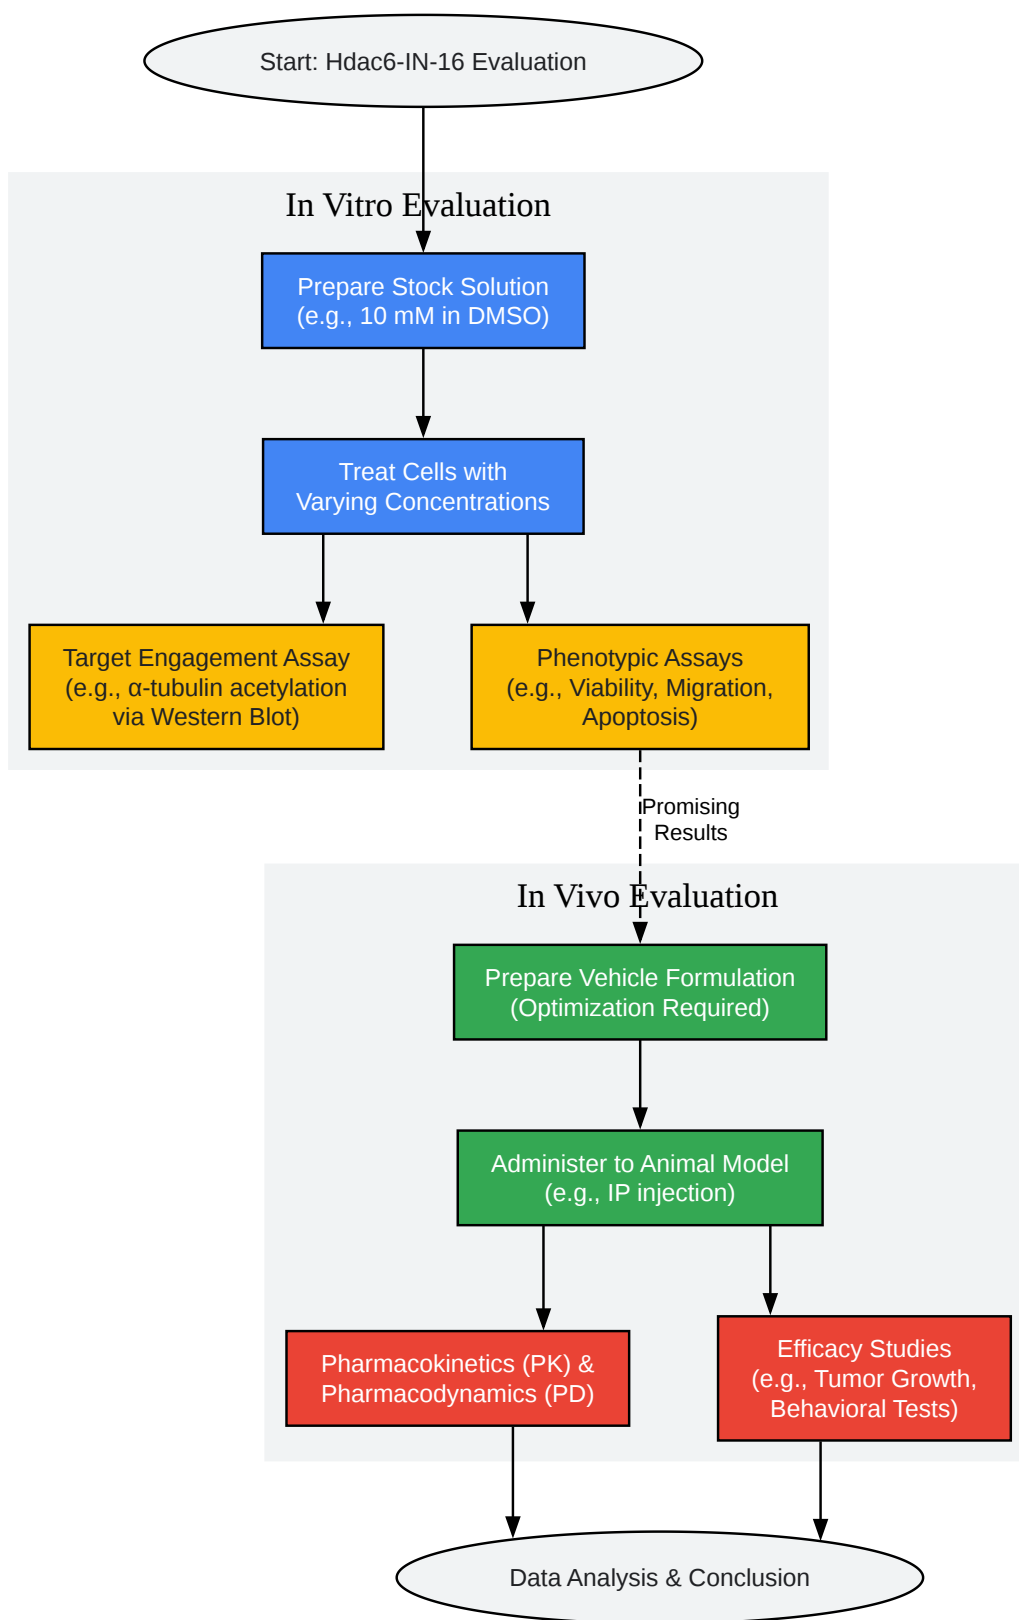 Start: Hdac6-IN-16 Evaluation
In Vitro Evaluation
Prepare Stock Solution
(e.g., 10 mM in DMSO)
Treat Cells with
Varying Concentrations
Target Engagement Assay
(e.g., α-tubulin acetylation
via Western Blot)
Phenotypic Assays
(e.g., Viability, Migration,
Apoptosis)
Promising
Results
In Vivo Evaluation
Prepare Vehicle Formulation
(Optimization Required)
Administer to Animal Model
(e.g., IP injection)
Pharmacokinetics (PK) &
Pharmacodynamics (PD)
Efficacy Studies
(e.g., Tumor Growth,
Behavioral Tests)
Data Analysis & Conclusion